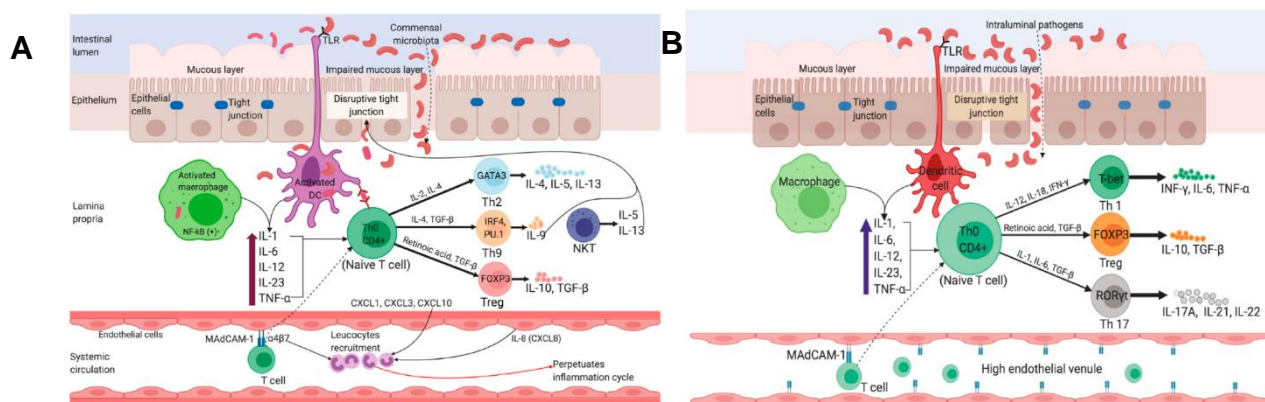 A
Intestinal
lumen
TLR
Commensal
microbiota
Mucous layer
Impaired mucous layer
Epithelium
Epithelial
cells
Tight
junction
Disruptive tight
junction
Activated
maerophage
NF-kB (+)
Activated
DC
Lamina
propria
IL-1
IL-6
IL-12
IL-23
TNF-α
Th0
CD4+
(Naive T cell)
IL-2, IL-4
GATA3
Th2
IL-4, IL-5, IL-13
IL-4, TGF-β
IRF4,
PU.1
Th9
IL-9
NKT
IL-5
IL-13
Retinoic acid, TGF-β
FOXP3
Treg
IL-10, TGF-β
CXCL1, CXCL3, CXCL10
Endothelial cells
MAdCAM-1
α4β7
Leucocytes
recruitment
IL-8 (CXCL8)
Systemic
circulation
T cell
Perpetuates
inflammation cycle
B
Intraluminal pathogens
TLR
Mucous layer
Impaired mucous layer
Epithelial
cells
Tight
junction
Disruptive tight
junction
Macrophage
Dendritic
cell
IL-1,
IL-6,
IL-12,
IL-23,
TNF-α
Th0
CD4+
(Naive T cell)
IL-12, IL-18, IFN-γ
T-bet
Th 1
INF-γ, IL-6, TNF-α
Retinoic acid, TGF-β
FOXP3
Treg
IL-10, TGF-β
IL-1, IL-6, TGF-β
RORγt
Th 17
IL-17A, IL-21, IL-22
MAdCAM-1
T cell
High endothelial venule